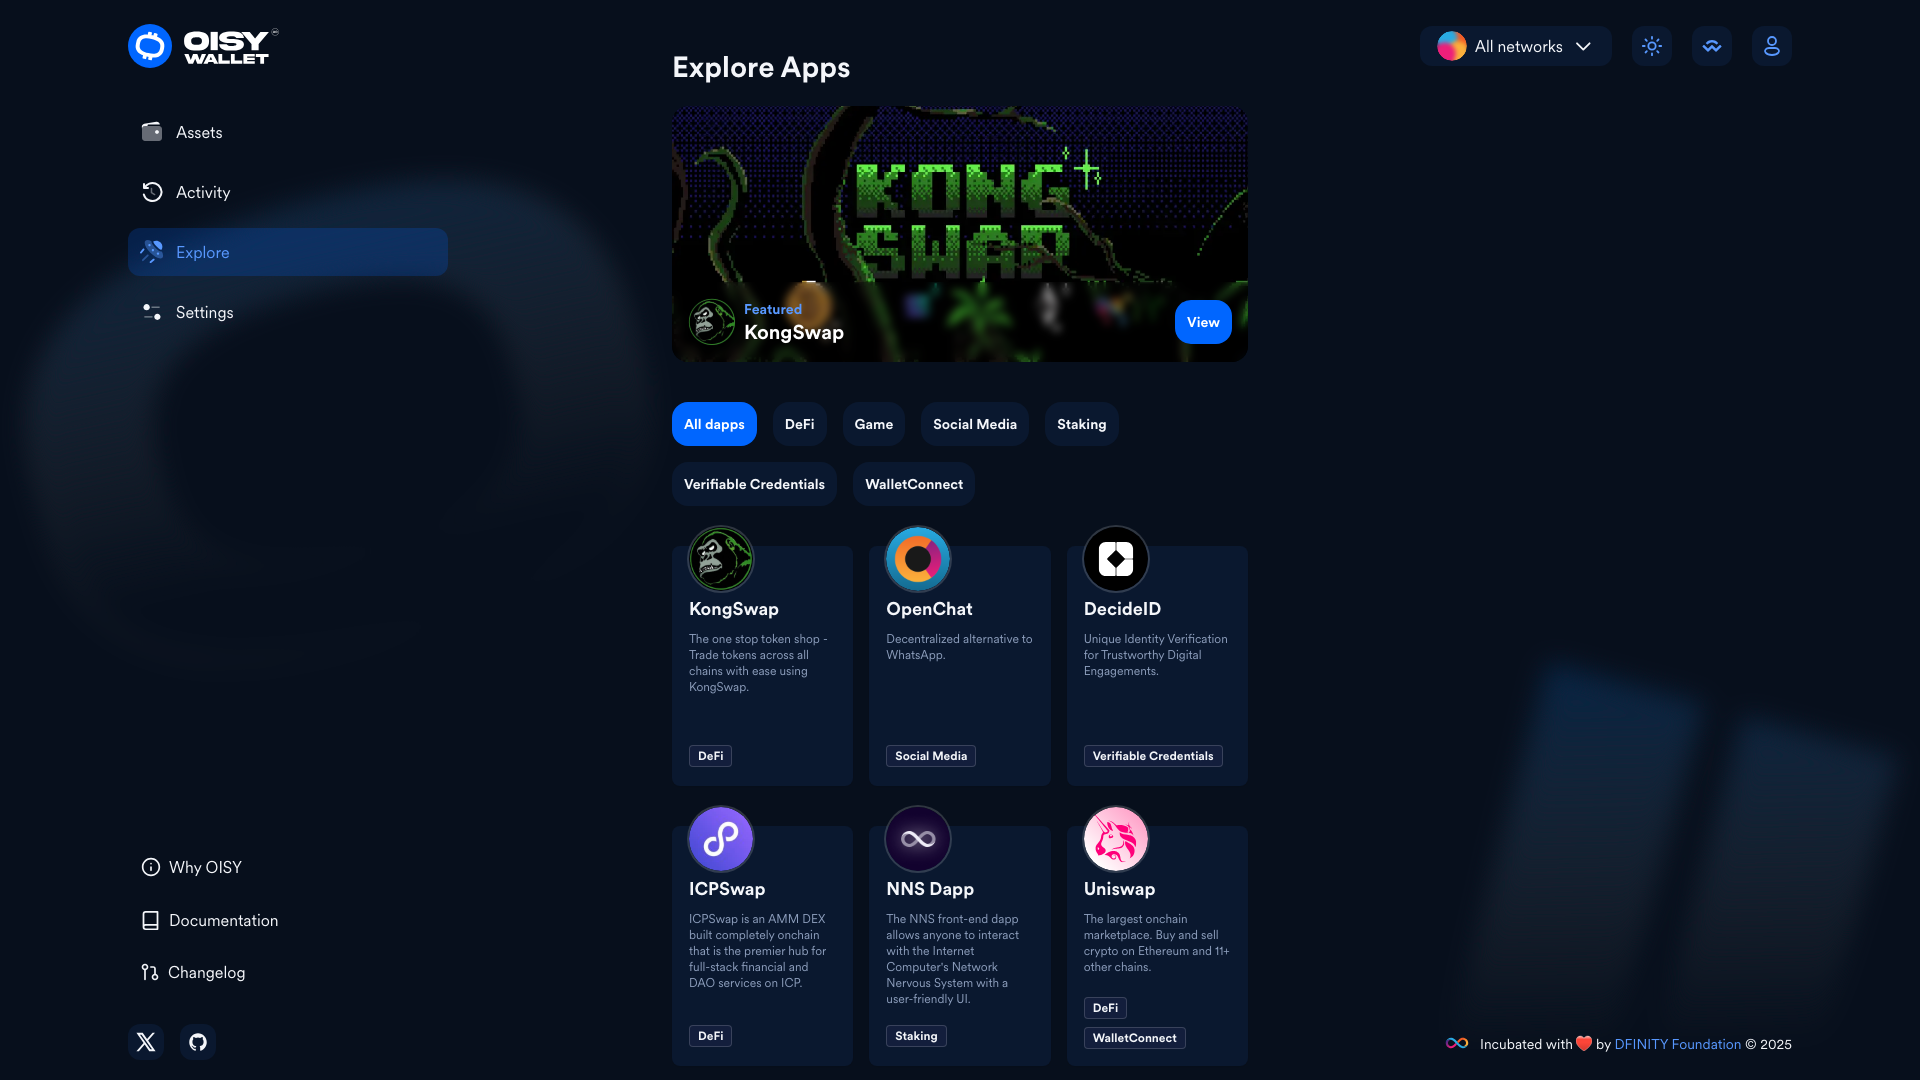 OISY
WALLET
Assets
Activity
Explore
Settings
Why OISY
Documentation
Changelog
Explore Apps
All networks
KONG
SWAP
Featured
KongSwap
View
All dapps
DeFi
Game
Social Media
Staking
Verifiable Credentials
WalletConnect
KongSwap
The one stop token shop -
Trade tokens across all
chains with ease using
KongSwap.
DeFi
OpenChat
Decentralized alternative to
WhatsApp.
Social Media
DecideID
Unique Identity Verification
for Trustworthy Digital
Engagements.
Verifiable Credentials
ICPSwap
ICPSwap is an AMM DEX
built completely onchain
that is the premier hub for
full-stack financial and
DAO services on ICP.
DeFi
NNS Dapp
The NNS front-end dapp
allows anyone to interact
with the Internet
Computer's Network
Nervous System with a
user-friendly UI.
Staking
Uniswap
The largest onchain
marketplace. Buy and sell
crypto on Ethereum and 11+
other chains.
DeFi
WalletConnect
Incubated with❤️ by DFINITY Foundation © 2025